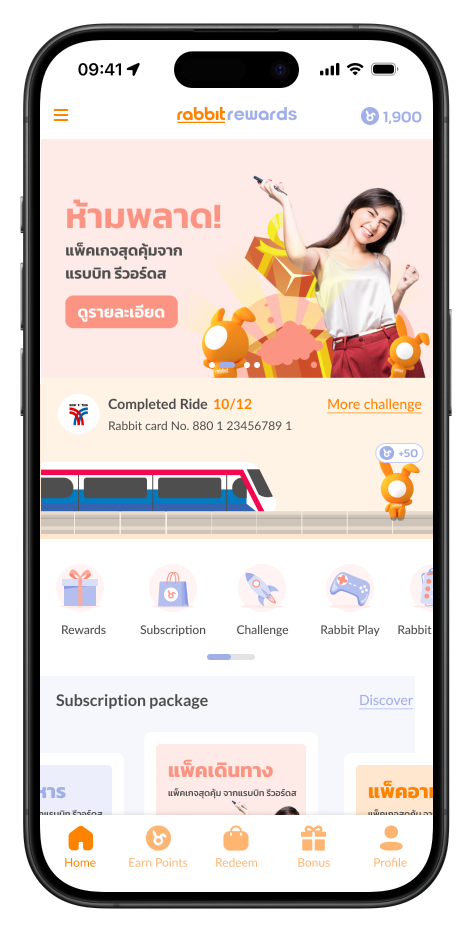 09:41
rabbit rewards
1,900
ห้ามพลาด!
แพ็คเกจสุดคุ้มจาก
แรบบิท รีวอร์ดส
ดูรายละเอียด
Completed Ride 10/12
More challenge
Rabbit card No. 880 1 23456789 1
+50
Rewards
Subscription
Challenge
Rabbit Play
Rabbit
Subscription package
Discover
หาร
แพ็คเดินทาง
แพ็คเกจสุดคุ้ม จากแรบบิท รีวอร์ดส
แพ็คอา
Home
Earn Points
Redeem
Bonus
Profile